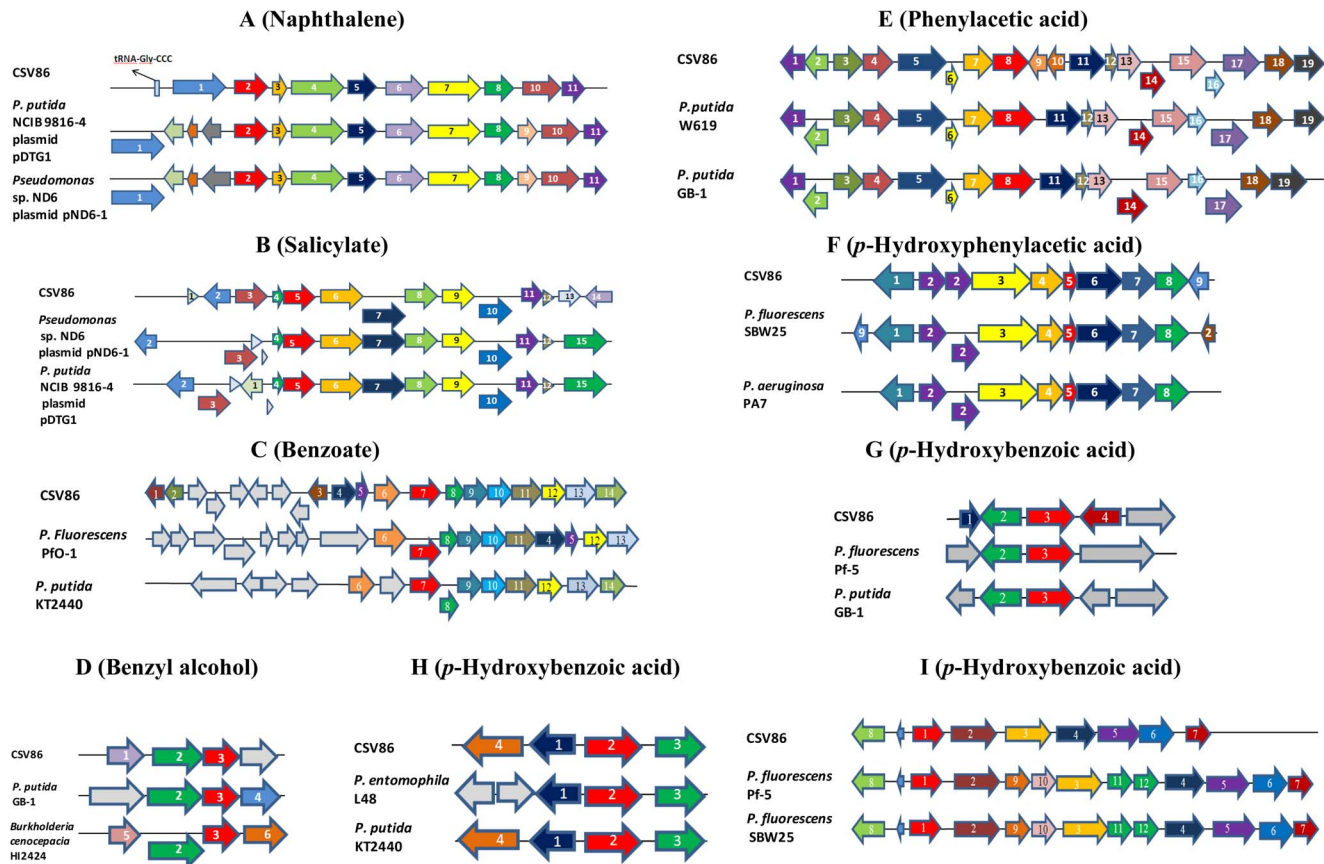 A (Naphthalene)
tRNA-Gly-CCC
CSV86
1 2 3 4 5 6 7 8 10 11
P. putida
NCIB 9816-4
plasmid
pDTG1
1 2 3 4 5 6 7 8 9 10 11
Pseudomonas
sp. ND6
plasmid pND6-1
1 2 3 4 5 6 7 8 9 10 11
B (Salicylate)
CSV86
1 2 3 4 5 6 7 8 9 10 11 12 13 14
Pseudomonas
sp. ND6
plasmid pND6-1
2 3 4 5 6 7 8 9 10 11 12 15
P. putida
NCIB 9816-4
plasmid
pDTG1
2 3 1 4 5 6 7 8 9 10 11 12 15
C (Benzoate)
CSV86
1 2 3 4 5 6 7 8 9 10 11 12 13 14
P. Fluorescens
PfO-1
6 7 8 9 10 11 4 5 12 13
P. putida
KT2440
6 7 8 9 10 11 12 13 14
D (Benzyl alcohol)
CSV86
1 2 3
P. putida
GB-1
2 3 4
Burkholderia
cenocepacia
HI2424
5 2 3 6
E (Phenylacetic acid)
CSV86
1 2 3 4 5 6 7 8 9 10 11 12 13 14 15 16 17 18 19
P. putida
W619
1 2 3 4 5 6 7 8 11 12 13 14 15 16 17 18 19
P. putida
GB-1
1 2 3 4 5 6 7 8 11 12 13 14 15 16 17 18 19
F (p-Hydroxyphenylacetic acid)
CSV86
1 2 2 3 4 5 6 7 8 9
P. fluorescens
SBW25
9 1 2 2 3 4 5 6 7 8 2
P. aeruginosa
PA7
1 2 2 3 4 5 6 7 8
G (p-Hydroxybenzoic acid)
CSV86
1 2 3 4
P. fluorescens
Pf-5
2 3
P. putida
GB-1
2 3
H (p-Hydroxybenzoic acid)
CSV86
4 1 2 3
P. entomophila
L48
1 2 3
P. putida
KT2440
4 1 2 3
I (p-Hydroxybenzoic acid)
CSV86
8 1 2 3 4 5 6 7
P. fluorescens
Pf-5
8 1 2 9 10 3 11 12 4 5 6 7
P. fluorescens
SBW25
8 1 2 9 10 3 11 12 4 5 6 7